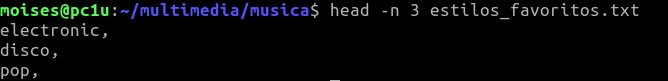 moises@pc1u:~/multimedia/musica$ head -n 3 estilos_favoritos.txt
electronic,
disco,
pop,